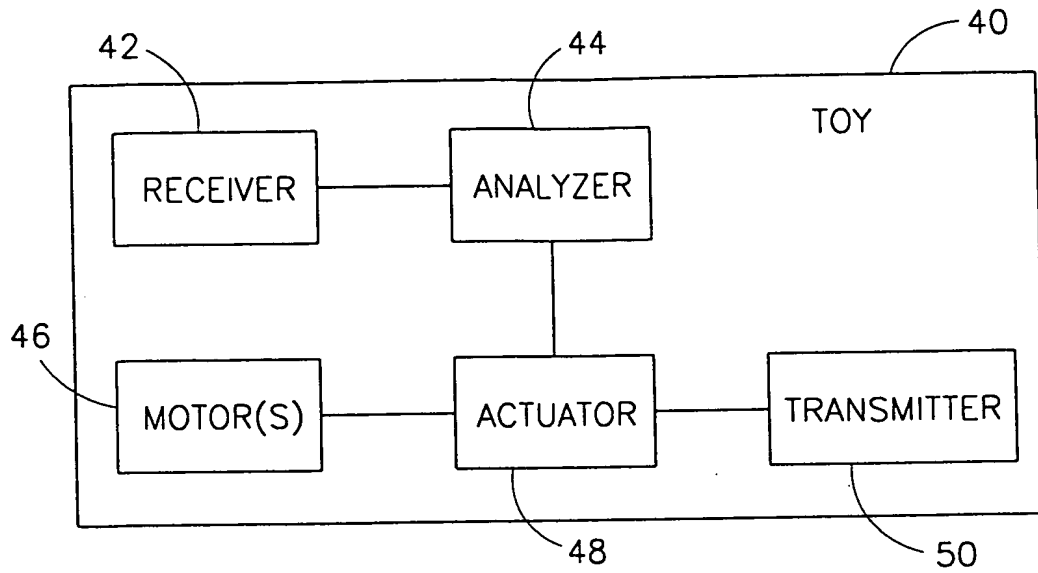 42
44
40
TOY
RECEIVER
ANALYZER
46
MOTOR(S)
ACTUATOR
TRANSMITTER
48
50